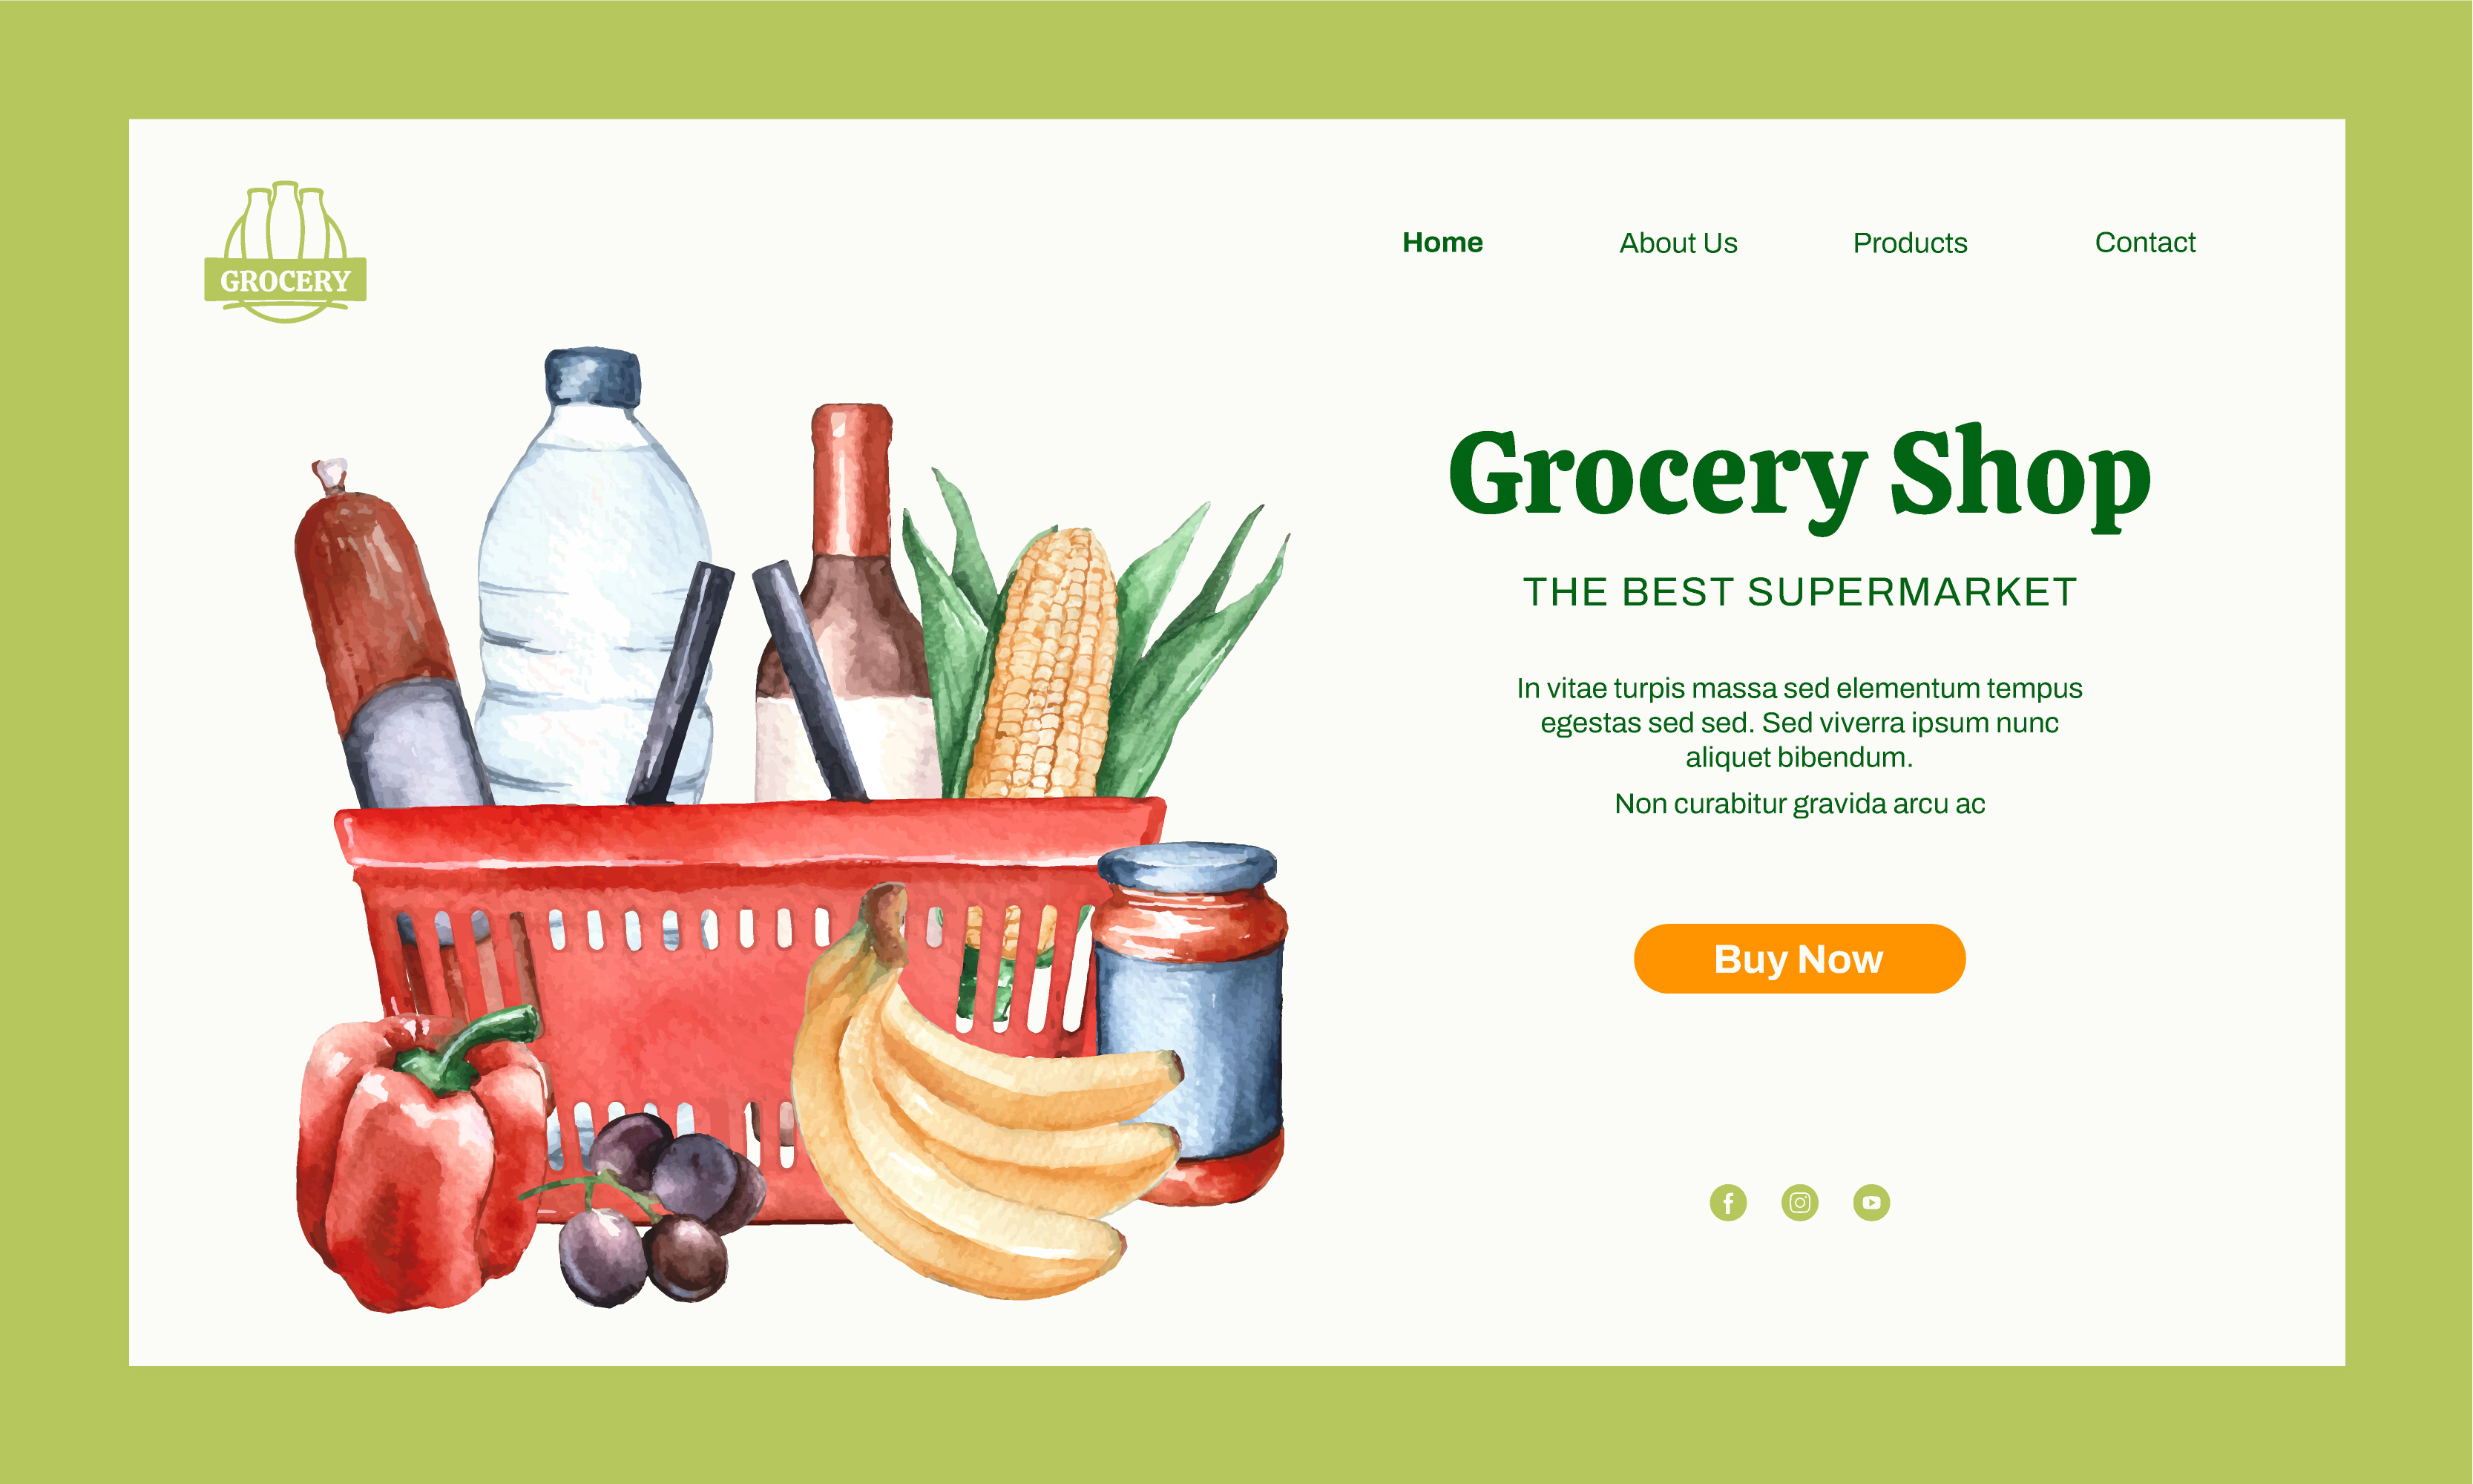 GROCERY
Home
About Us
Products
Contact
Grocery Shop
THE BEST SUPERMARKET
In vitae turpis massa sed elementum tempus
egestas sed sed. Sed viverra ipsum nunc
aliquet bibendum.
Non curabitur gravida arcu ac
Buy Now